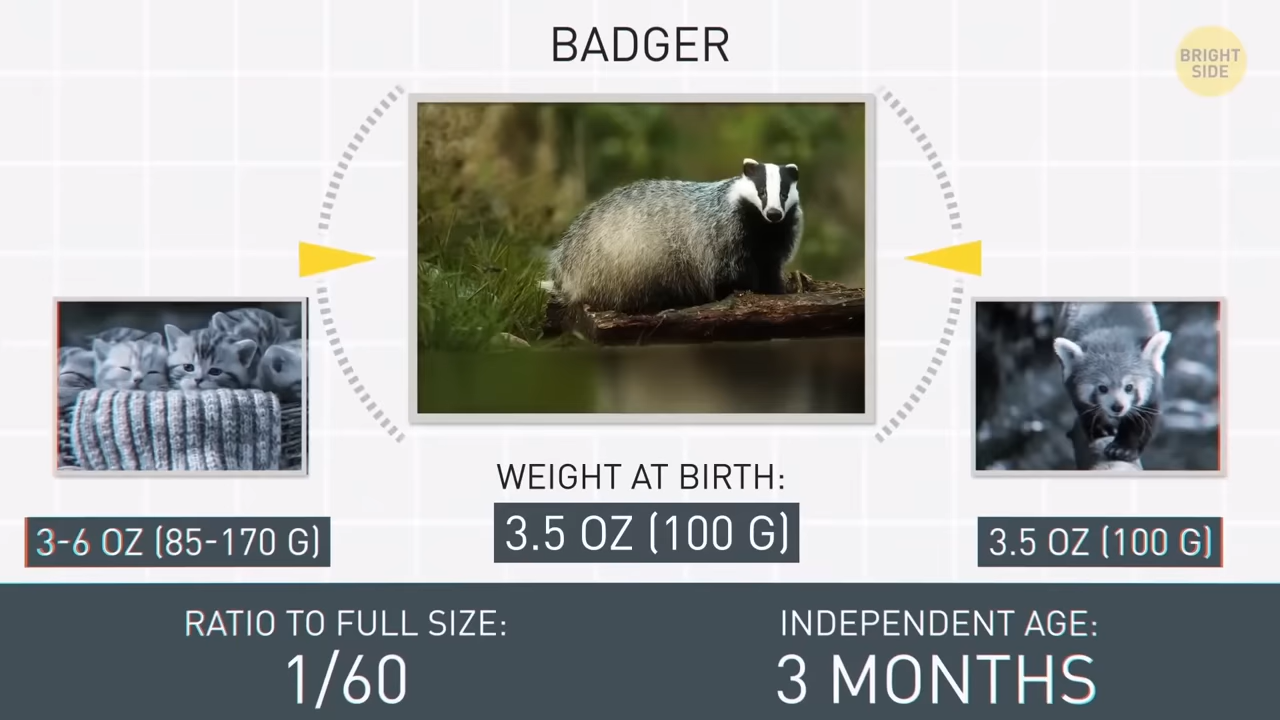 BADGER
BRIGHT
SIDE
WEIGHT AT BIRTH:
3-6 OZ (85-170 G)
3.5 OZ (100 G)
3.5 OZ (100 G)
RATIO TO FULL SIZE:
1/60
INDEPENDENT AGE:
3 MONTHS